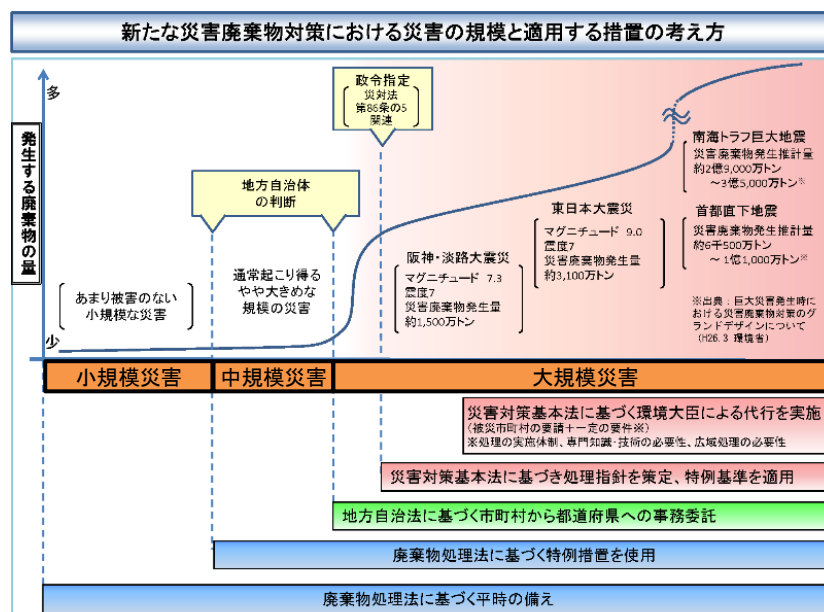 新たな災害廃棄物対策における災害の規模と適用する措置の考え方
多
発生する廃棄物の量
少
政令指定
災対法
第86条の5
関連
地方自治体
の判断
あまり被害のない
小規模な災害
通常起こり得る
やや大きめな
規模の災害
阪神・淡路大震災
マグニチュード 7.3
震度7
災害廃棄物発生量
約1,500万トン
東日本大震災
マグニチュード 9.0
震度7
災害廃棄物発生量
約3,100万トン
南海トラフ巨大地震
災害廃棄物発生推計量
約2億9,000万トン
～3億5,000万トン※
首都直下地震
災害廃棄物発生推計量
約6千500万トン
～ 1億1,000万トン※
※出典：巨大災害発生時に
おける災害廃棄物対策のグ
ランドデザインについて
(H26.3 環境省)
小規模災害
中規模災害
大規模災害
災害対策基本法に基づく環境大臣による代行を実施
(被災市町村の要請＋一定の要件※)
※処理の実施体制、専門知識・技術の必要性、広域処理の必要性
災害対策基本法に基づき処理指針を策定、特例基準を適用
地方自治法に基づく市町村から都道府県への事務委託
廃棄物処理法に基づく特例措置を使用
廃棄物処理法に基づく平時の備え